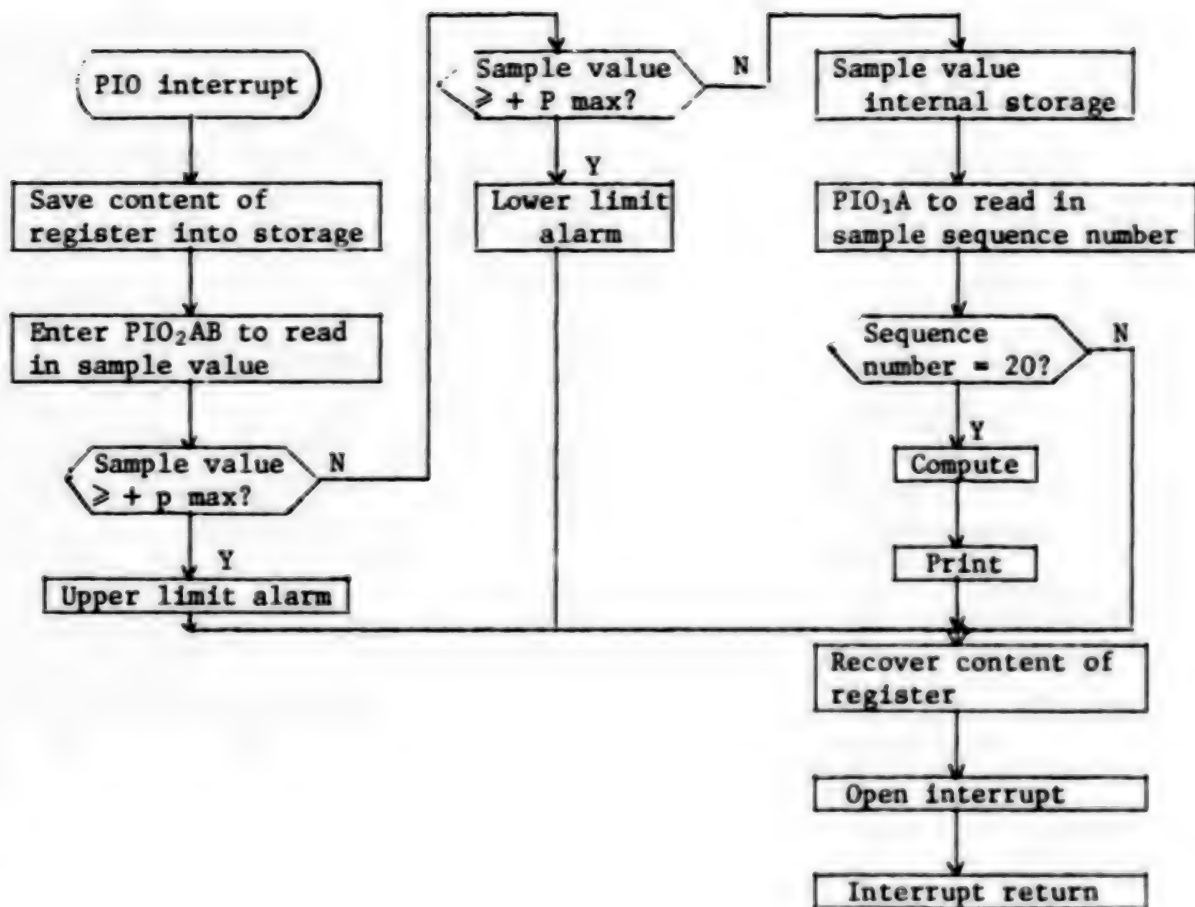 PIO interrupt
Save content of
register into storage
Enter PIO₂AB to read
in sample value
Sample value
⩾ + p max?
N
Y
Upper limit alarm
Sample value
⩾ + P max?
N
Y
Lower limit
alarm
Sample value
internal storage
PIO₁A to read in
sample sequence number
Sequence
number = 20?
N
Y
Compute
Print
Recover content of
register
Open interrupt
Interrupt return